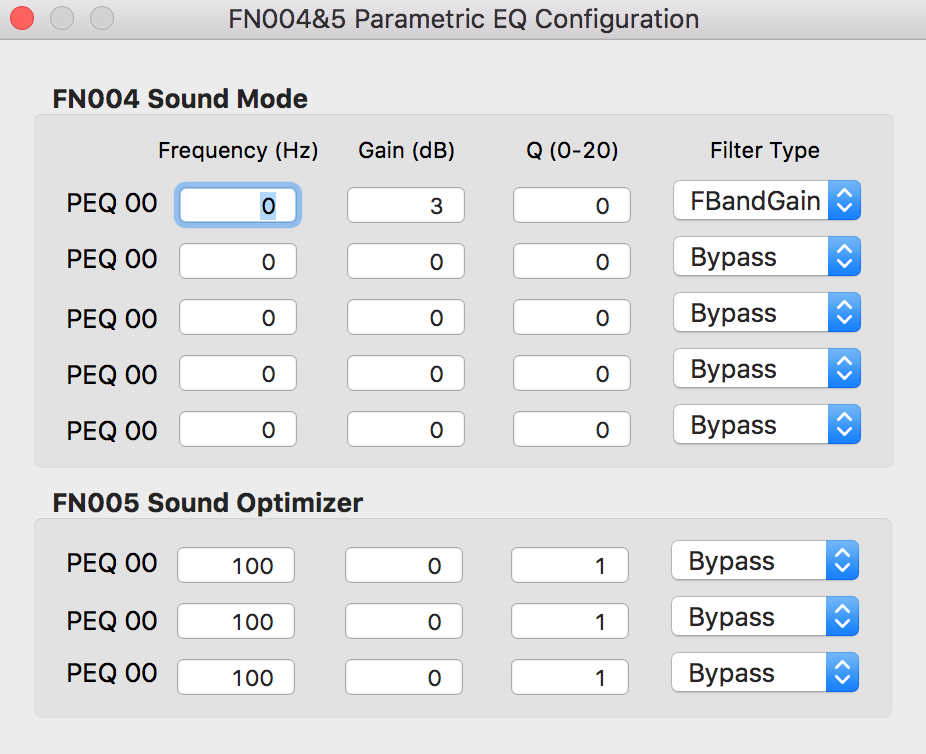 FN004&5 Parametric EQ Configuration
FN004 Sound Mode
Frequency (Hz) Gain (dB) Q (0-20) Filter Type
PEQ 00 0 3 0 FBandGain
PEQ 00 0 0 0 Bypass
PEQ 00 0 0 0 Bypass
PEQ 00 0 0 0 Bypass
PEQ 00 0 0 0 Bypass
FN005 Sound Optimizer
PEQ 00 100 0 1 Bypass
PEQ 00 100 0 1 Bypass
PEQ 00 100 0 1 Bypass